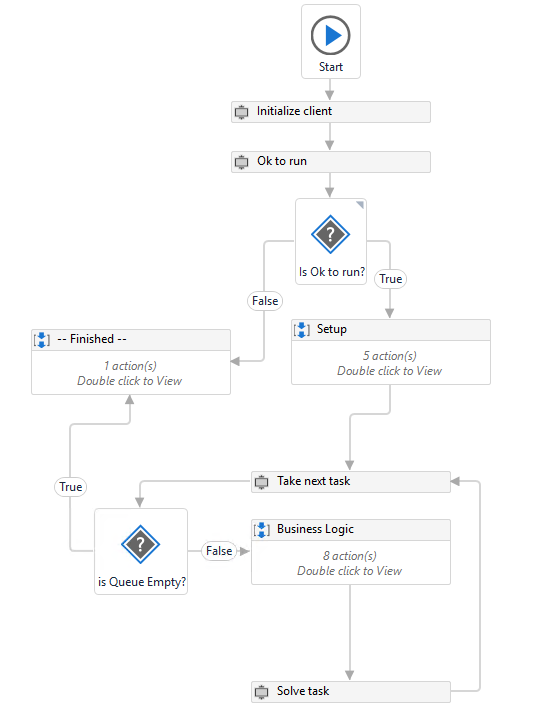 Start
Initialize client
Ok to run
?
Is Ok to run?
True
False
-- Finished --
1 action(s)
Double click to View
Setup
5 action(s)
Double click to View
True
Take next task
?
is Queue Empty?
False
Business Logic
8 action(s)
Double click to View
Solve task